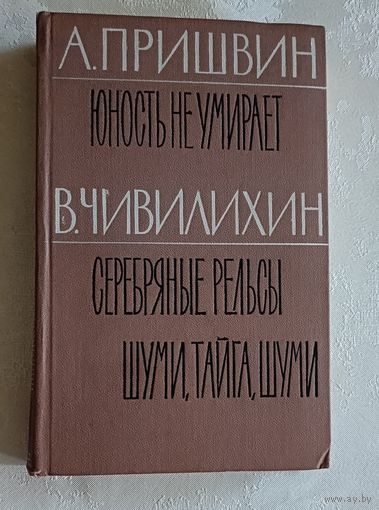 А.ПРИШВИН
ЮНОСТЬ НЕ УМИРАЕТ
В.ЧИВИЛИХИН
СЕРЕБРЯНЫЕ РЕЛЬСЫ
ШУМИ, ТАЙГА, ШУМИ
www.ay.by